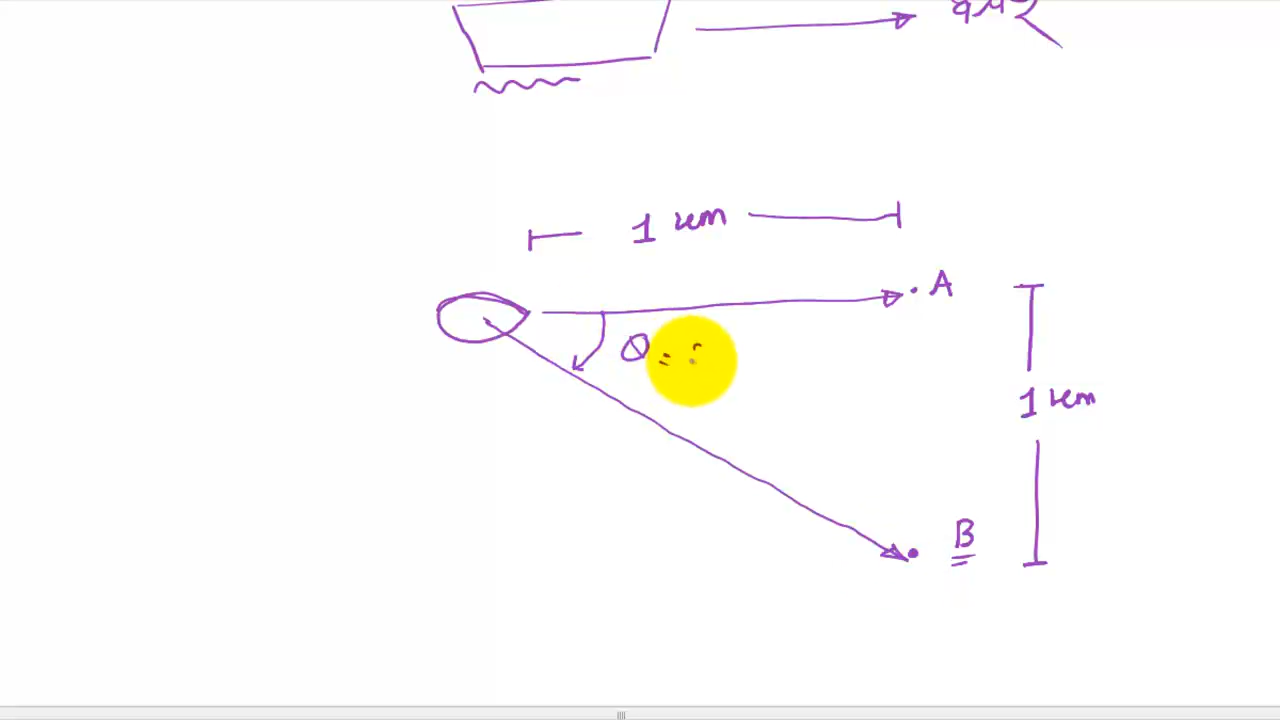 1 km
A
θ = ?
1 km
B